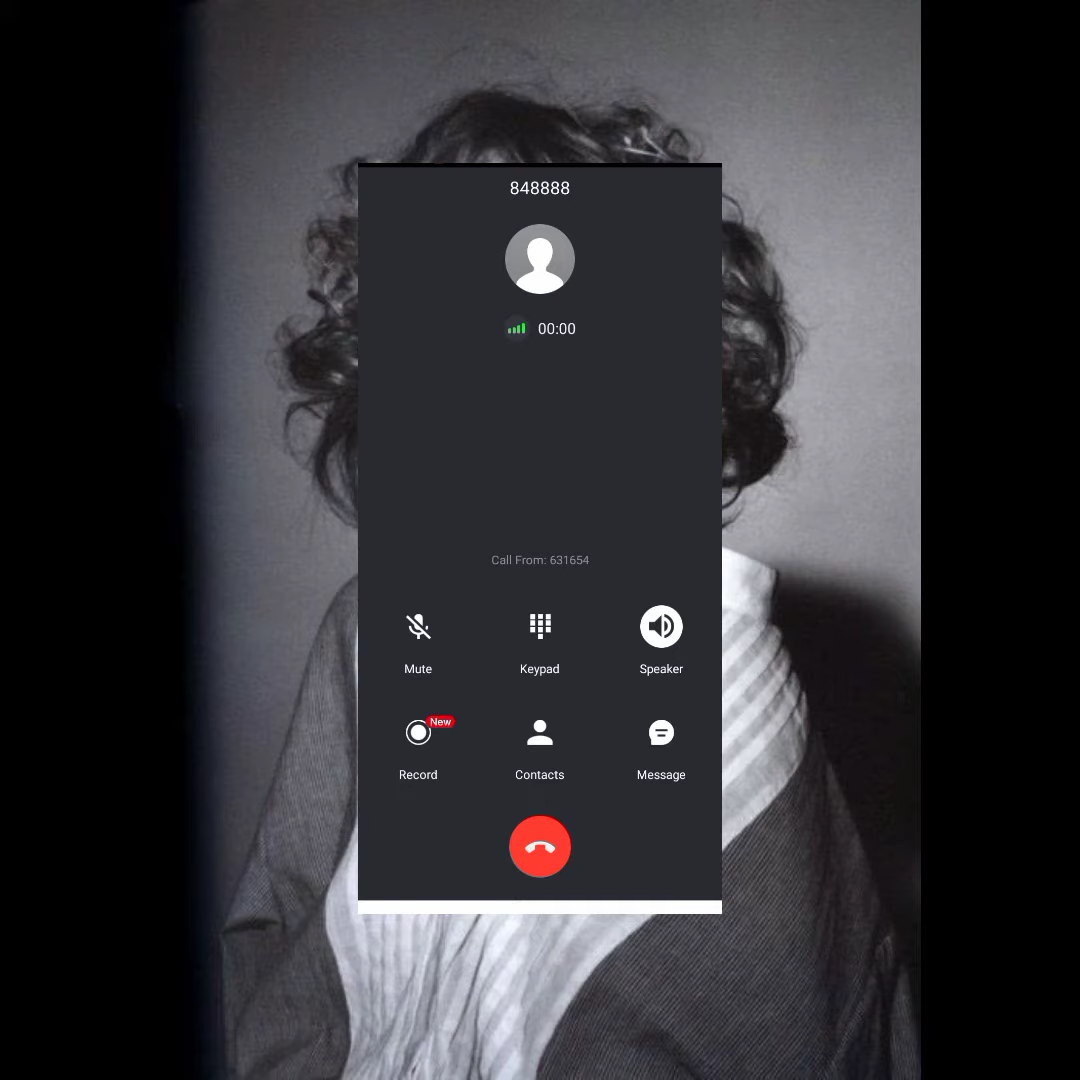 848888
00:00
Call From: 631654
Mute
Keypad
Speaker
New
Record
Contacts
Message